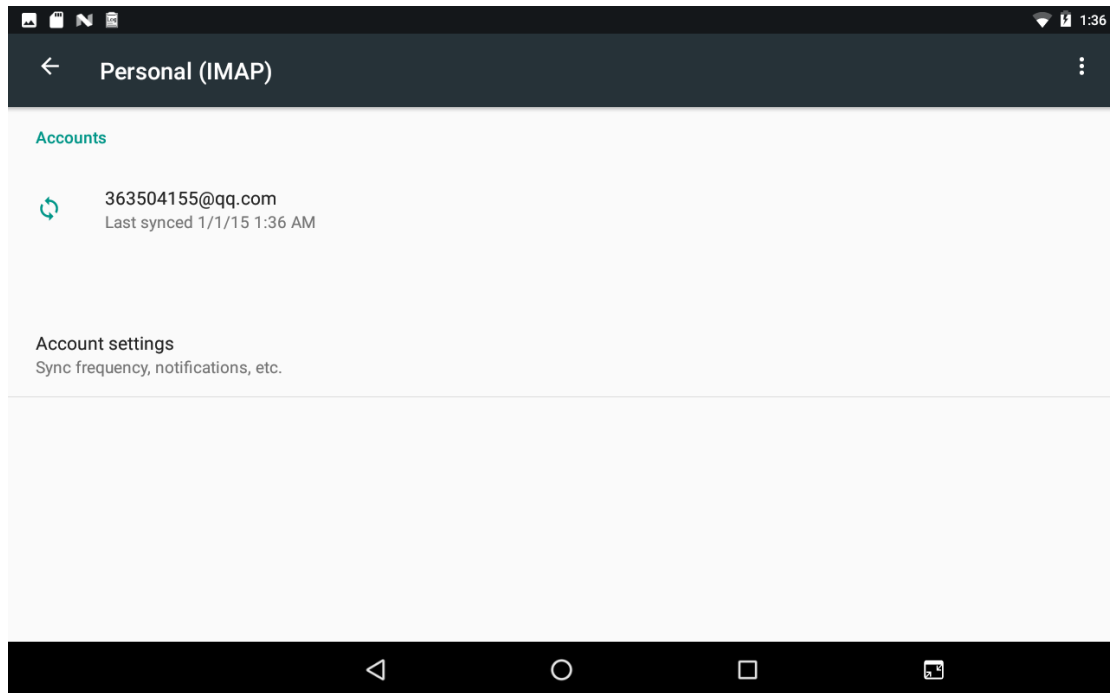 1:36
Personal (IMAP)
Accounts
363504155@qq.com
Last synced 1/1/15 1:36 AM
Account settings
Sync frequency, notifications, etc.